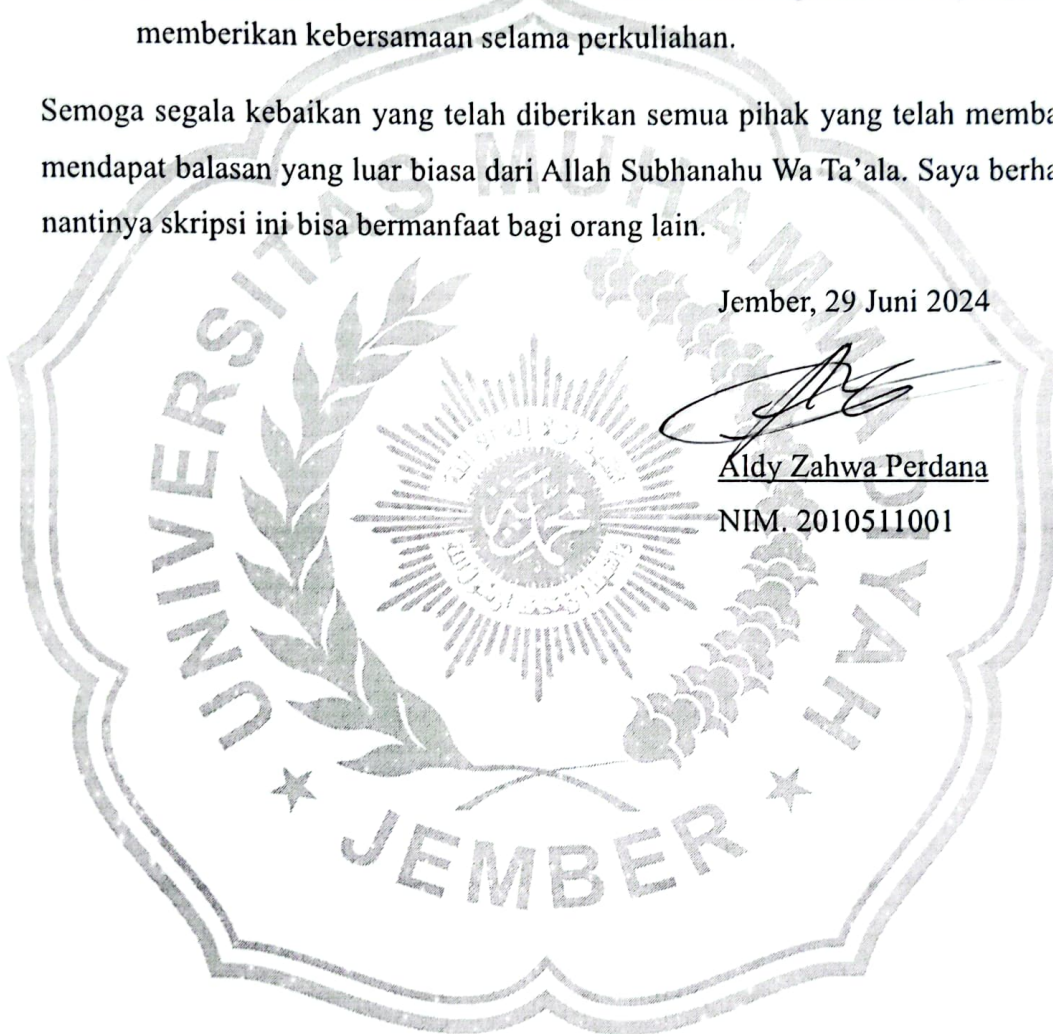 memberikan kebersamaan selama perkuliahan.
Semoga segala kebaikan yang telah diberikan semua pihak yang telah memba
mendapat balasan yang luar biasa dari Allah Subhanahu Wa Ta’ala. Saya berha
nantinya skripsi ini bisa bermanfaat bagi orang lain.
Jember, 29 Juni 2024
Aldy Zahwa Perdana
NIM. 2010511001
UNIVERSITAS MUHAMMADIYAH
JEMBER